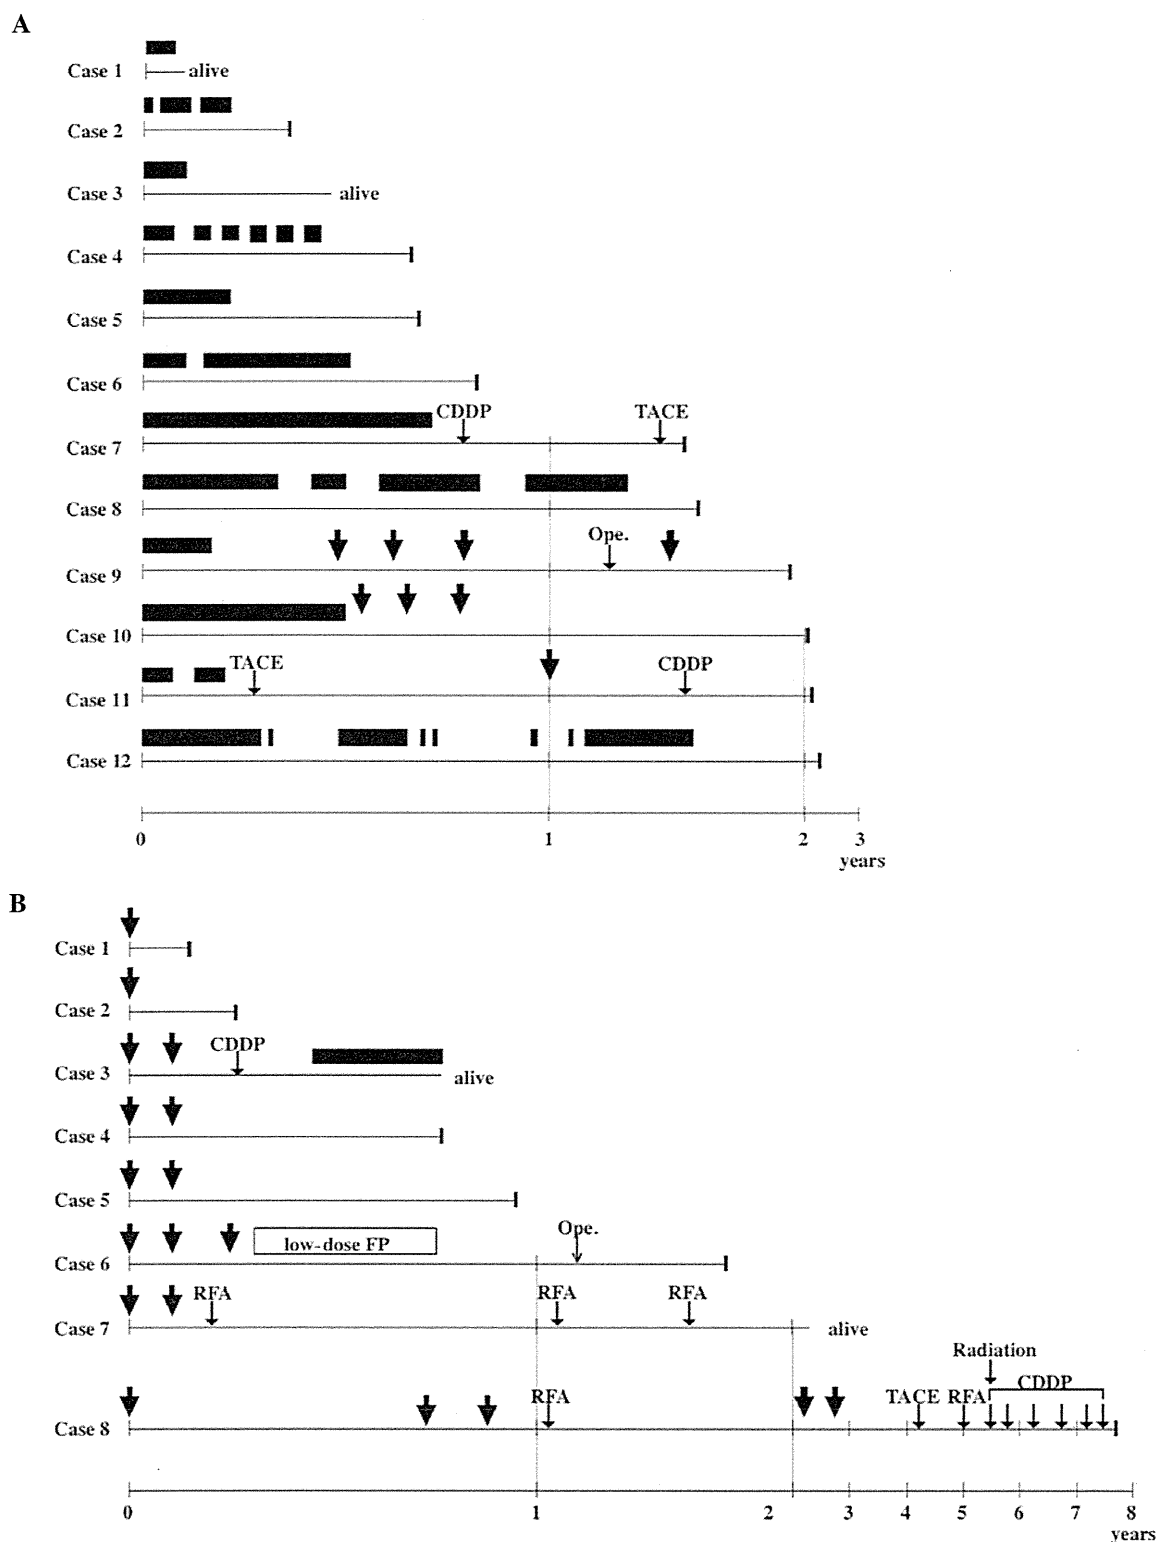 A
Case 1
alive
Case 2
Case 3
alive
Case 4
Case 5
Case 6
CDDP
TACE
Case 7
Case 8
Ope.
Case 9
Case 10
TACE
CDDP
Case 11
Case 12
0 1 2 3
years
B
Case 1
Case 2
CDDP
Case 3
alive
Case 4
Case 5
Ope.
low-dose FP
Case 6
RFA RFA RFA
Case 7
alive
Radiation
CDDP
RFA TACE RFA
Case 8
0 1 2 3 4 5 6 7 8
years